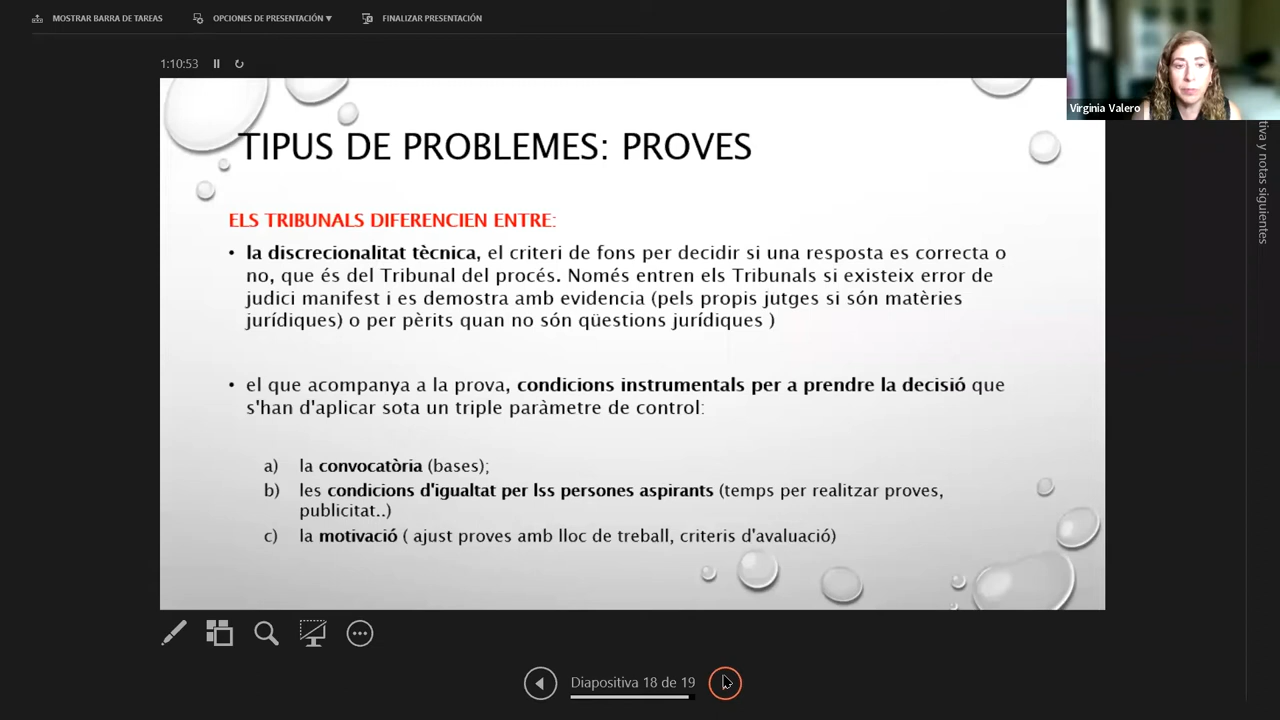 MOSTRAR BARRA DE TAREAS
OPCIONES DE PRESENTACIÓN ▼
FINALIZAR PRESENTACIÓN
1:10:53
Virginia Valero
tiva y notas siguientes
TIPUS DE PROBLEMES: PROVES
ELS TRIBUNALS DIFERENCIEN ENTRE:
• la discrecionalitat tècnica, el criteri de fons per decidir si una resposta es correcta o
no, que és del Tribunal del procés. Només entren els Tribunals si existeix error de
judici manifest i es demostra amb evidencia (pels propis jutges si són matèries
jurídiques) o per pèrits quan no són qüestions jurídiques )
• el que acompanya a la prova, condicions instrumentals per a prendre la decisió que
s'han d'aplicar sota un triple paràmetre de control:
a) la convocatòria (bases);
b) les condicions d'igualtat per lss persones aspirants (temps per realitzar proves,
publicitat..)
c) la motivació ( ajust proves amb lloc de treball, criteris d'avaluació)
Diapositiva 18 de 19